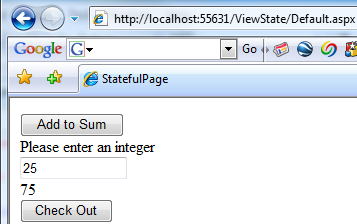 http://localhost:55631/ViewState/Default.aspx
Google G Go
StatefulPage
Add to Sum
Please enter an integer
25
75
Check Out